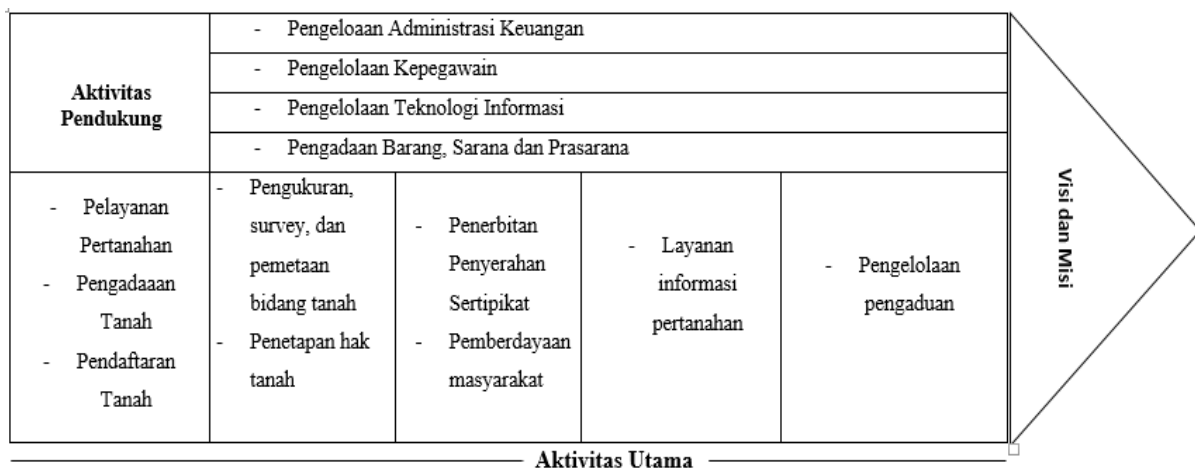 - Pengeloaan Administrasi Keuangan
- Pengelolaan Kepegawain
- Pengelolaan Teknologi Informasi
- Pengadaan Barang, Sarana dan Prasarana
Aktivitas
Pendukung
- Pelayanan
Pertanahan
- Pengadaaan
Tanah
- Pendaftaran
Tanah
- Pengukuran,
survey, dan
pemetaan
bidang tanah
- Penetapan hak
tanah
- Penerbitan
Penyerahan
Sertipikat
- Pemberdayaan
masyarakat
- Layanan
informasi
pertanahan
- Pengelolaan
pengaduan
Visi dan Misi
Aktivitas Utama